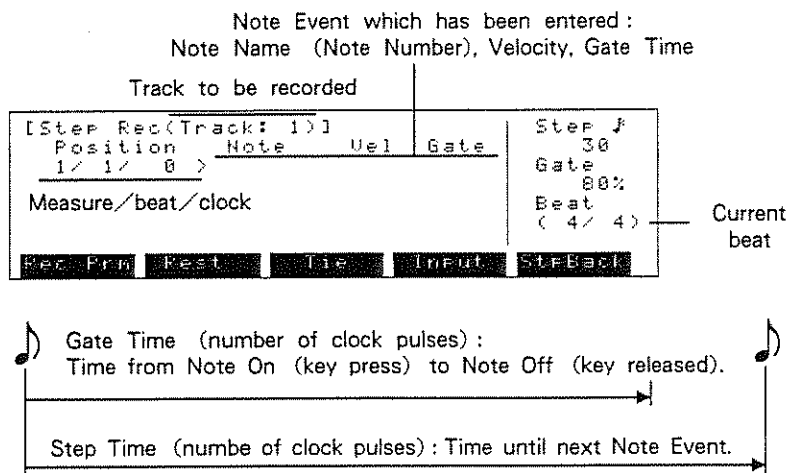 Note Event which has been entered :
Note Name (Note Number), Velocity, Gate Time
Track to be recorded
[Step Rec(Track: 1)]
Position Note Vel Gate
1/ 1/ 0 >
Measure/beat/clock
Step ♪
30
Gate
80%
Beat
( 4/ 4)
Current
beat
Rec Prm Rest Tie Input StpBack
Gate Time (number of clock pulses) :
Time from Note On (key press) to Note Off (key released).
Step Time (numbe of clock pulses) : Time until next Note Event.